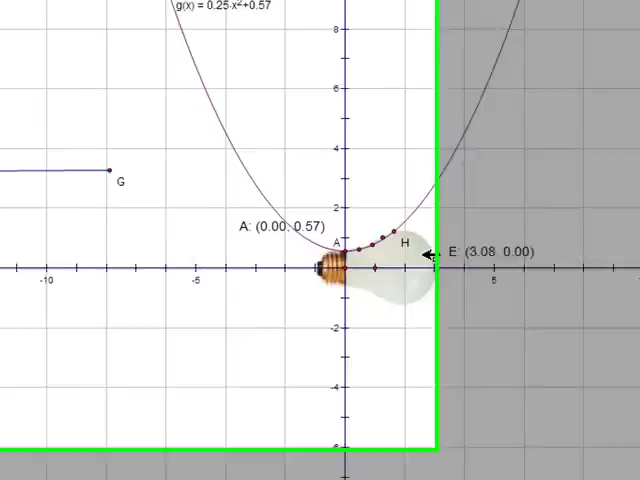 g(x) = 0.25·x²+0.57
8
6
4
G
2
A: (0.00, 0.57)
A
H
E: (3.08, 0.00)
-10
-5
5
-2
-4